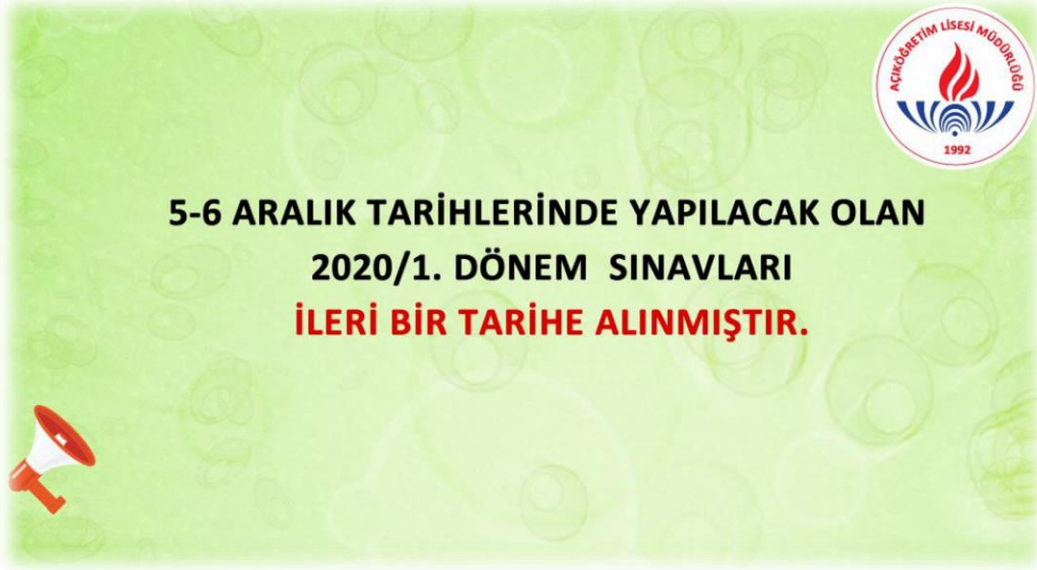 AÇIKÖĞRETİM LİSESİ MÜDÜRLÜĞÜ
1992
5-6 ARALIK TARİHLERİNDE YAPILACAK OLAN
2020/1. DÖNEM SINAVLARI
İLERİ BİR TARİHE ALINMIŞTIR.